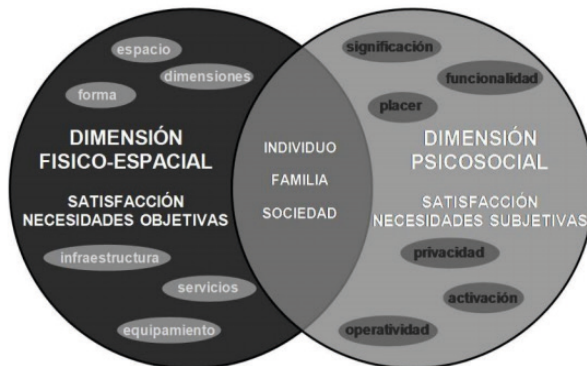 espacio
dimensiones
forma
DIMENSIÓN
FISICO-ESPACIAL
SATISFACCIÓN
NECESIDADES OBJETIVAS
infraestructura
servicios
equipamiento
INDIVIDUO
FAMILIA
SOCIEDAD
significación
funcionalidad
placer
DIMENSIÓN
PSICOSOCIAL
SATISFACCIÓN
NECESIDADES SUBJETIVAS
privacidad
activación
operatividad